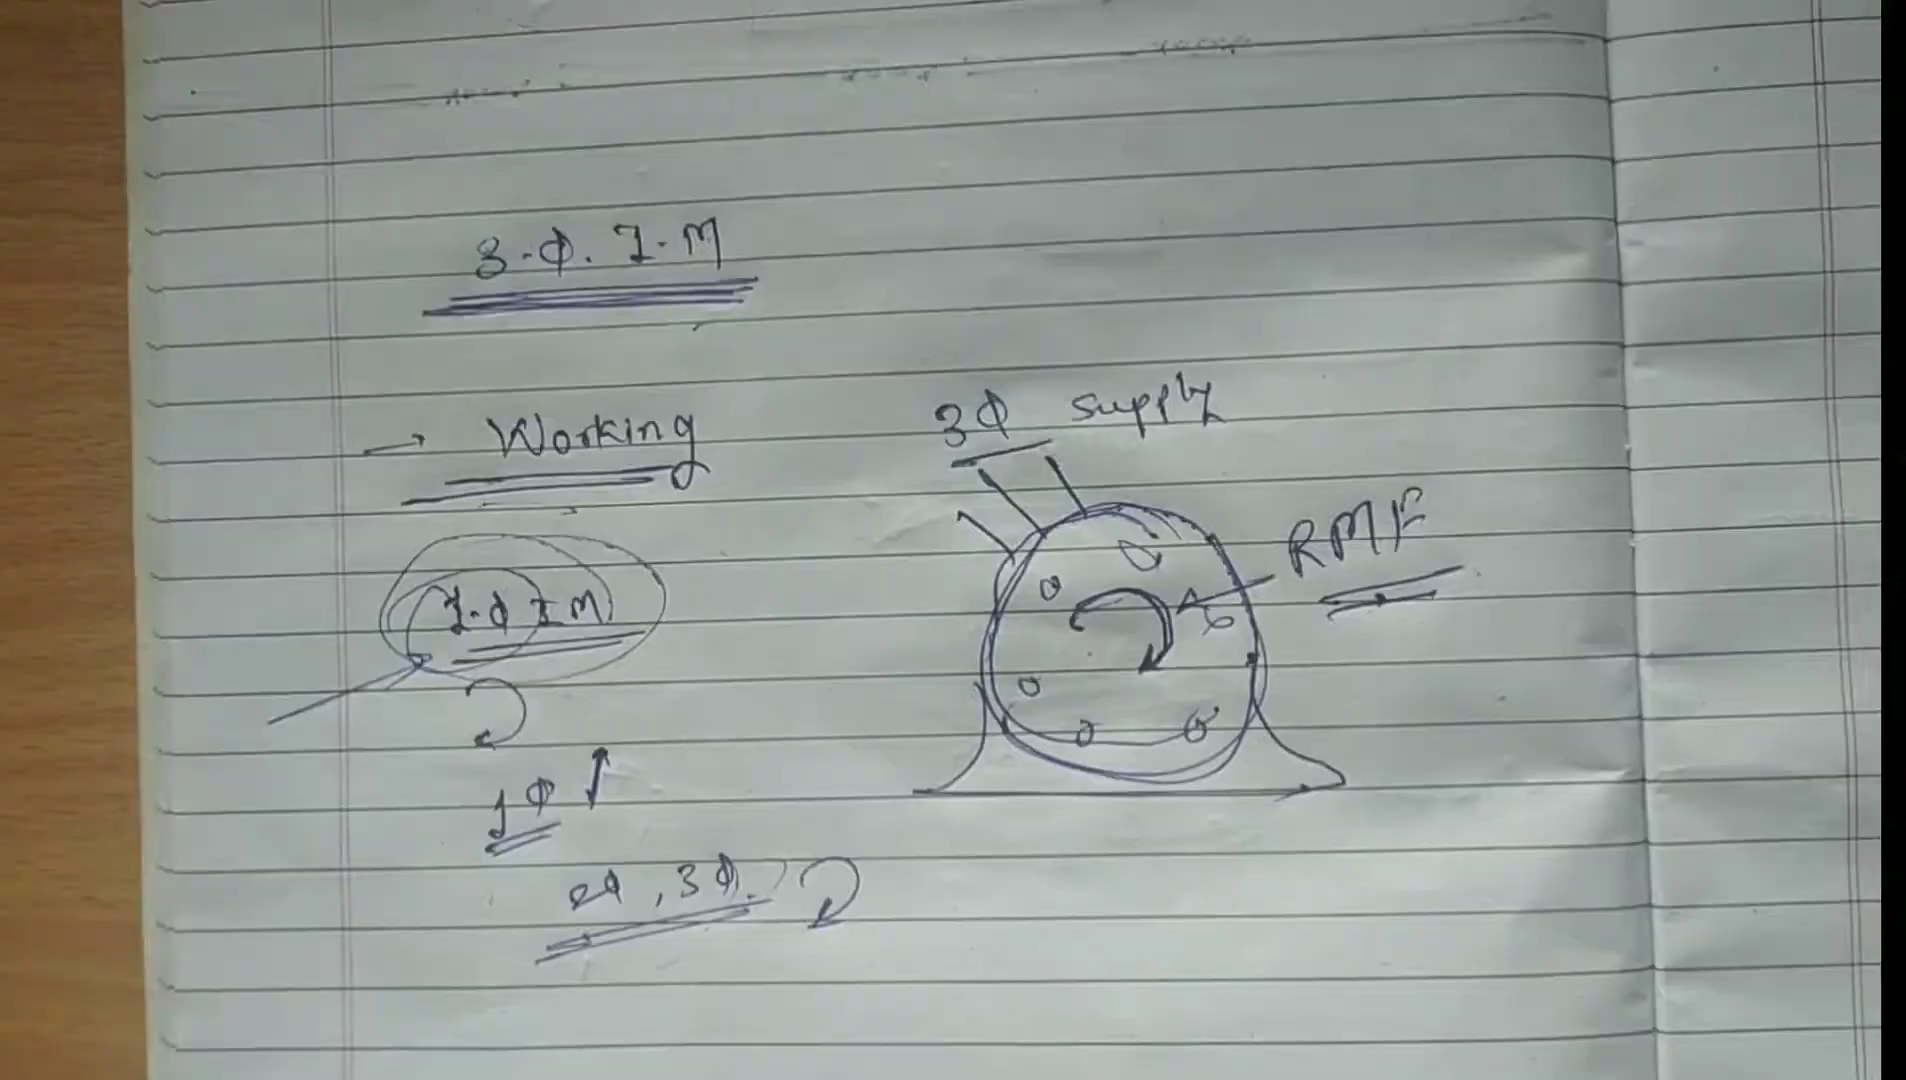 3-Φ. I-M
→ Working
3Φ supply
RMF
1-Φ I M
1Φ
2Φ, 3Φ.